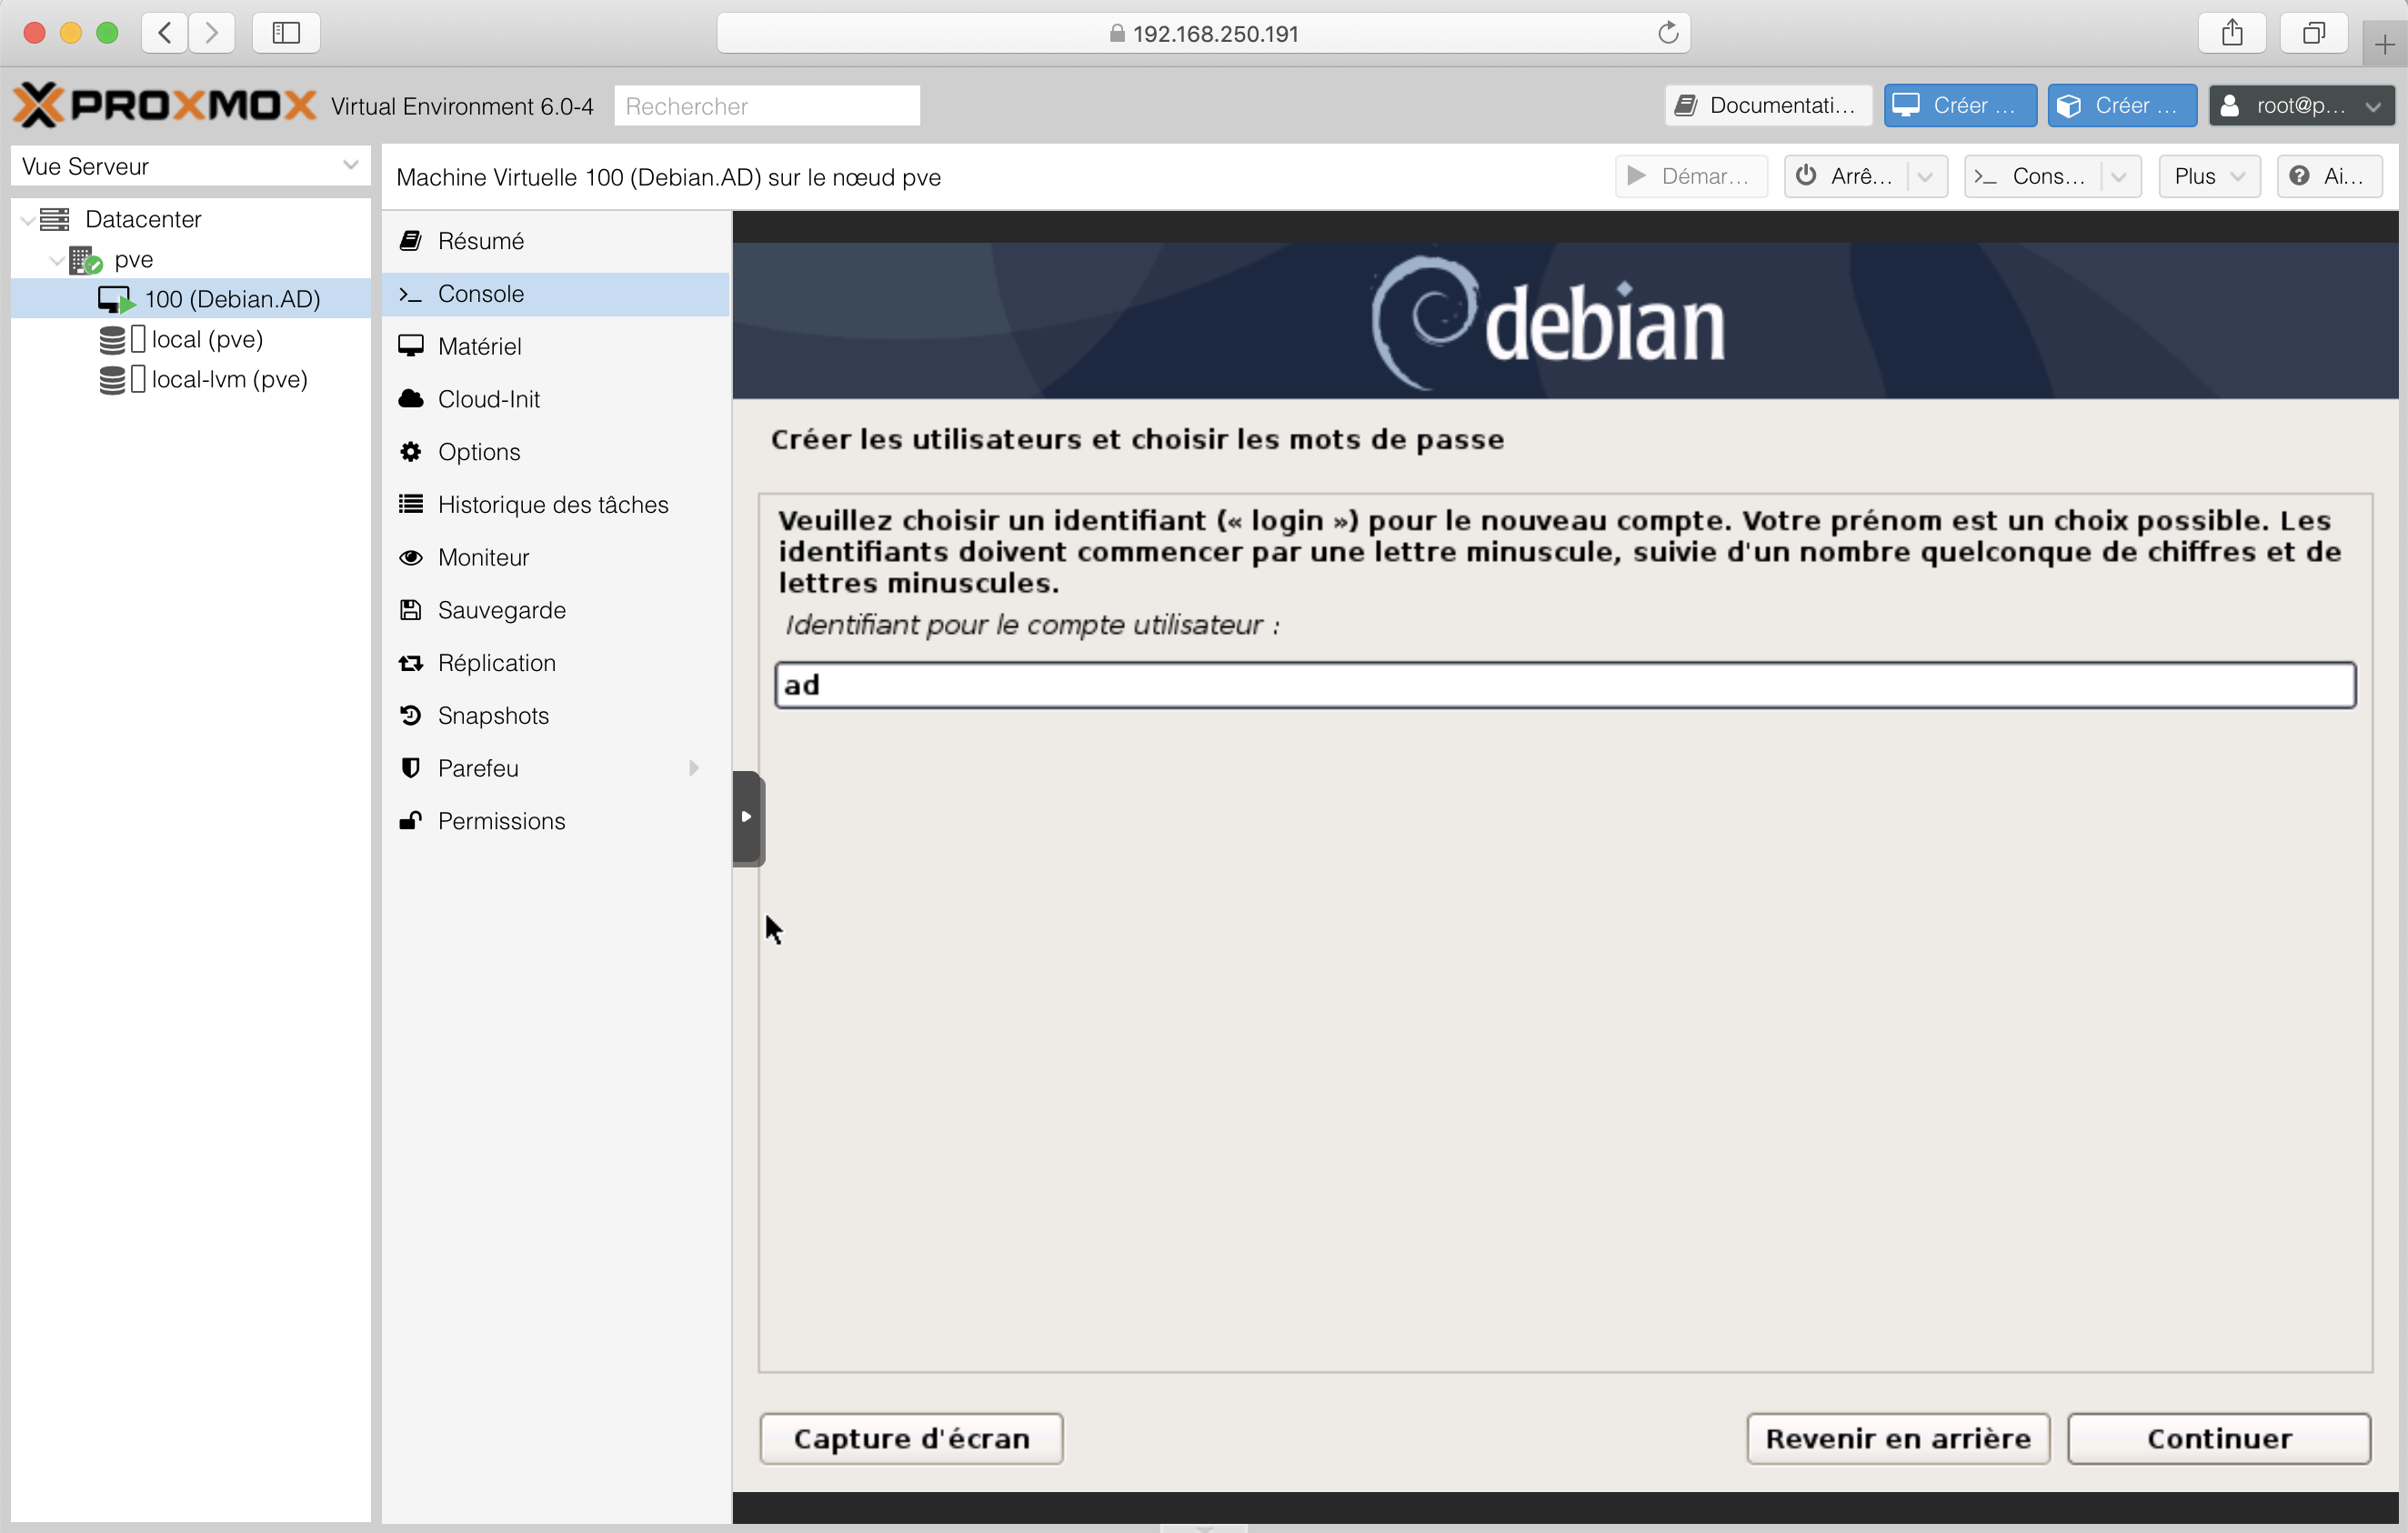 192.168.250.191
PROXMOX Virtual Environment 6.0-4 Rechercher Documentati... Créer ... Créer ... root@p...
Vue Serveur
Datacenter
pve
100 (Debian.AD)
local (pve)
local-lvm (pve)
Machine Virtuelle 100 (Debian.AD) sur le nœud pve
Démar... Arrê... Cons... Plus Ai...
Résumé
Console
Matériel
Cloud-Init
Options
Historique des tâches
Moniteur
Sauvegarde
Réplication
Snapshots
Parefeu
Permissions
debian
Créer les utilisateurs et choisir les mots de passe
Veuillez choisir un identifiant (« login ») pour le nouveau compte. Votre prénom est un choix possible. Les
identifiants doivent commencer par une lettre minuscule, suivie d'un nombre quelconque de chiffres et de
lettres minuscules.
Identifiant pour le compte utilisateur :
ad
Capture d'écran Revenir en arrière Continuer